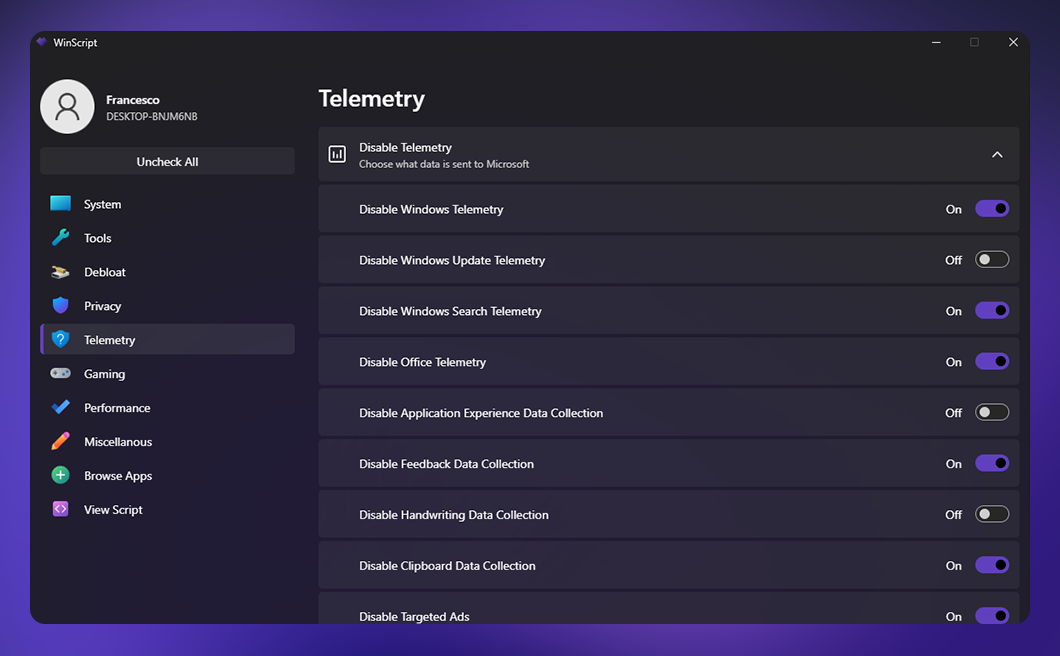 WinScript
Francesco
DESKTOP-BNJM6NB
Uncheck All
System
Tools
Debloat
Privacy
Telemetry
Gaming
Performance
Miscellanous
Browse Apps
View Script
Telemetry
Disable Telemetry
Choose what data is sent to Microsoft
Disable Windows Telemetry On
Disable Windows Update Telemetry Off
Disable Windows Search Telemetry On
Disable Office Telemetry On
Disable Application Experience Data Collection Off
Disable Feedback Data Collection On
Disable Handwriting Data Collection Off
Disable Clipboard Data Collection On
Disable Targeted Ads On